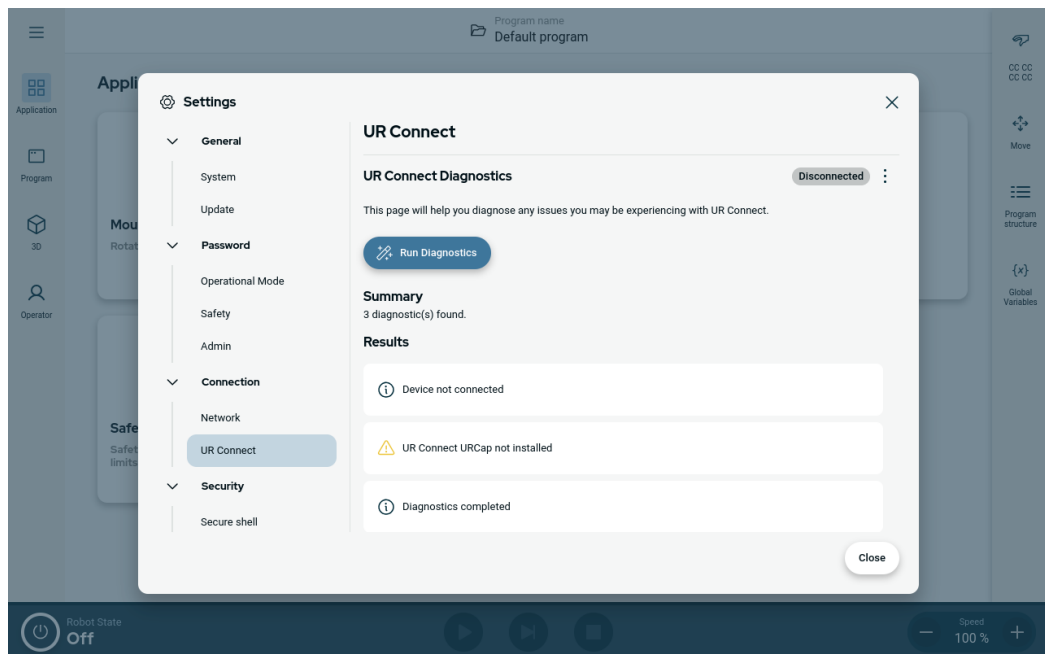 Program name
Default program
Application
Program
3D
Operator
Appli
Mou
Rotat
Safe
Safet
limits
Settings
General
System
Update
Password
Operational Mode
Safety
Admin
Connection
Network
UR Connect
Security
Secure shell
UR Connect
UR Connect Diagnostics
Disconnected
This page will help you diagnose any issues you may be experiencing with UR Connect.
Run Diagnostics
Summary
3 diagnostic(s) found.
Results
Device not connected
UR Connect URCap not installed
Diagnostics completed
Close
CC CC
CC CC
Move
Program
structure
{x}
Global
Variables
Robot State
Off
Speed
100 %